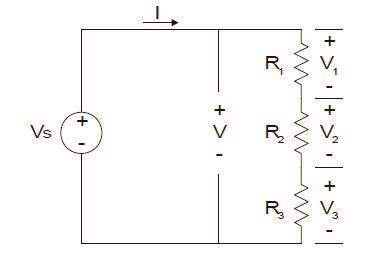 I
+
R1 V1
-
+ + +
Vs V R2 V2
- - -
+
R3 V3
-